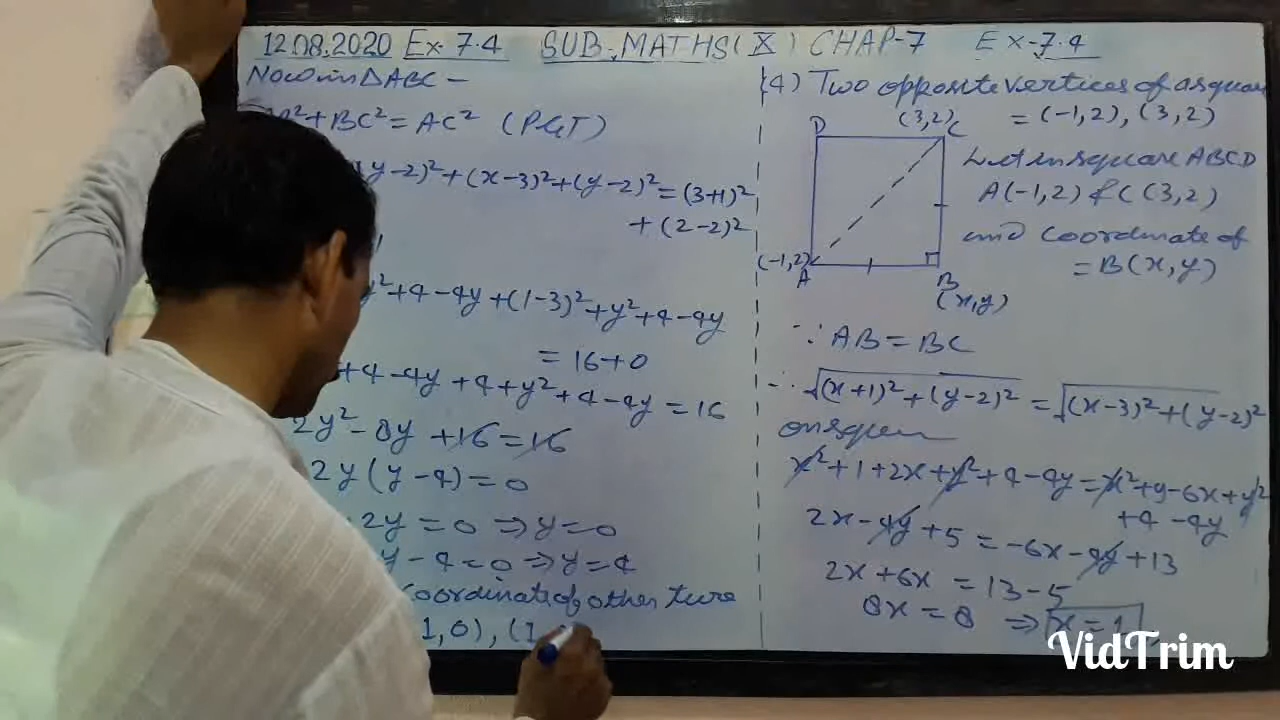 12.08.2020 Ex. 7.4 SUB:MATHS(X) CHAP-7 EX-7.4
Now in ΔABC -
+BC² = AC² (PGT)
(y-2)²+(x-3)²+(y-2)²=(3+1)²
+(2-2)²
y²+4-4y+(1-3)²+y²+4-4y
= 16+0
+4-4y+4+y²+4-4y = 16
2y²-8y+16=16
2y(y-4)=0
2y=0 ⇒y=0
y-4=0 ⇒y=4
Coordinate of other
1,0), (1,
(4) Two opposite vertices of a square
= (-1,2), (3,2)
D (3,2) C
Let in square ABCD
A(-1,2) & C(3,2)
and coordinate of
= B(x,y)
(-1,2)
A B
(x,y)
∵ AB = BC
∴ √(x+1)²+(y-2)² = √(x-3)²+(y-2)²
x²+1+2x+y²+4-4y=x²+9-6x+y²
+4-4y
2x-4y+5=-6x-4y+13
2x+6x = 13-5
8x = 8 ⇒ x=1
VidTrim